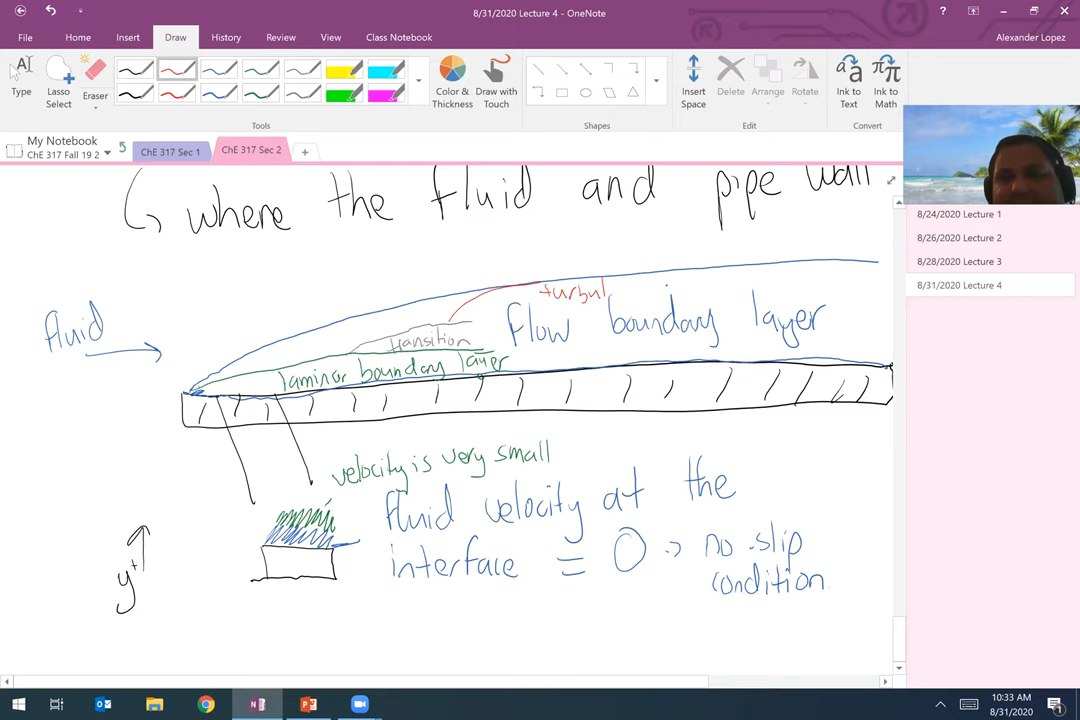 8/31/2020 Lecture 4 - OneNote
File Home Insert Draw History Review View Class Notebook
Alexander Lopez
Type
Lasso Select
Eraser
Color & Thickness
Draw with Touch
Insert Space
Delete
Arrange
Rotate
Ink to Text
Ink to Math
Tools
Shapes
Edit
Convert
My Notebook
ChE 317 Fall 19 2
ChE 317 Sec 1
ChE 317 Sec 2
where the fluid and pipe wall
8/24/2020 Lecture 1
8/26/2020 Lecture 2
8/28/2020 Lecture 3
8/31/2020 Lecture 4
fluid
turbul
flow boundary layer
transition
laminar boundary layer
velocity is very small
fluid velocity at the
interface = 0 → no slip
condition
y+
10:33 AM
8/31/2020